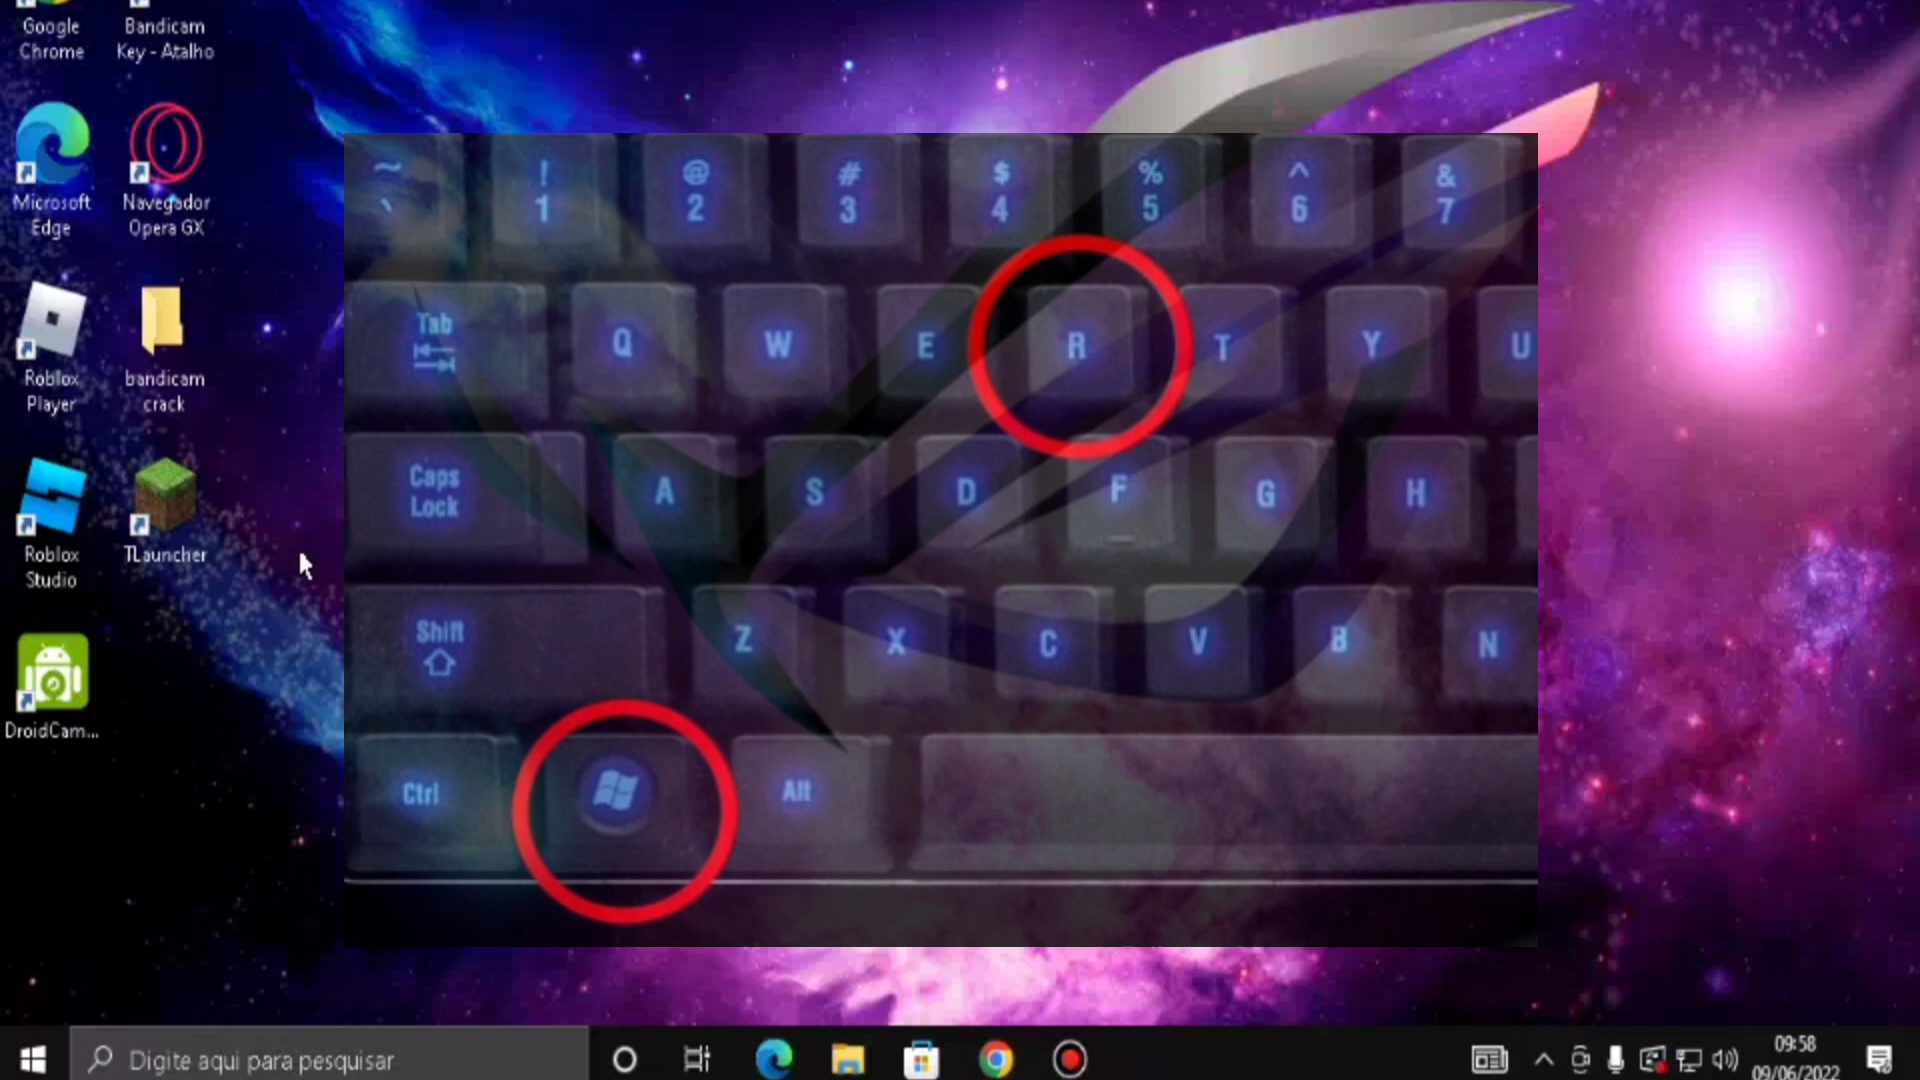 Google
Chrome
Bandicam
Key - Atalho
Microsoft
Edge
Navegador
Opera GX
Roblox
Player
bandicam
crack
Roblox
Studio
TLauncher
DroidCam...
~ ! @ # $ % ^ &
` 1 2 3 4 5 6 7
Tab Q W E R T Y U
Caps
Lock
A S D F G H
Shift Z X C V B N
Ctrl Alt
Digite aqui para pesquisar
09:58
09/06/2022